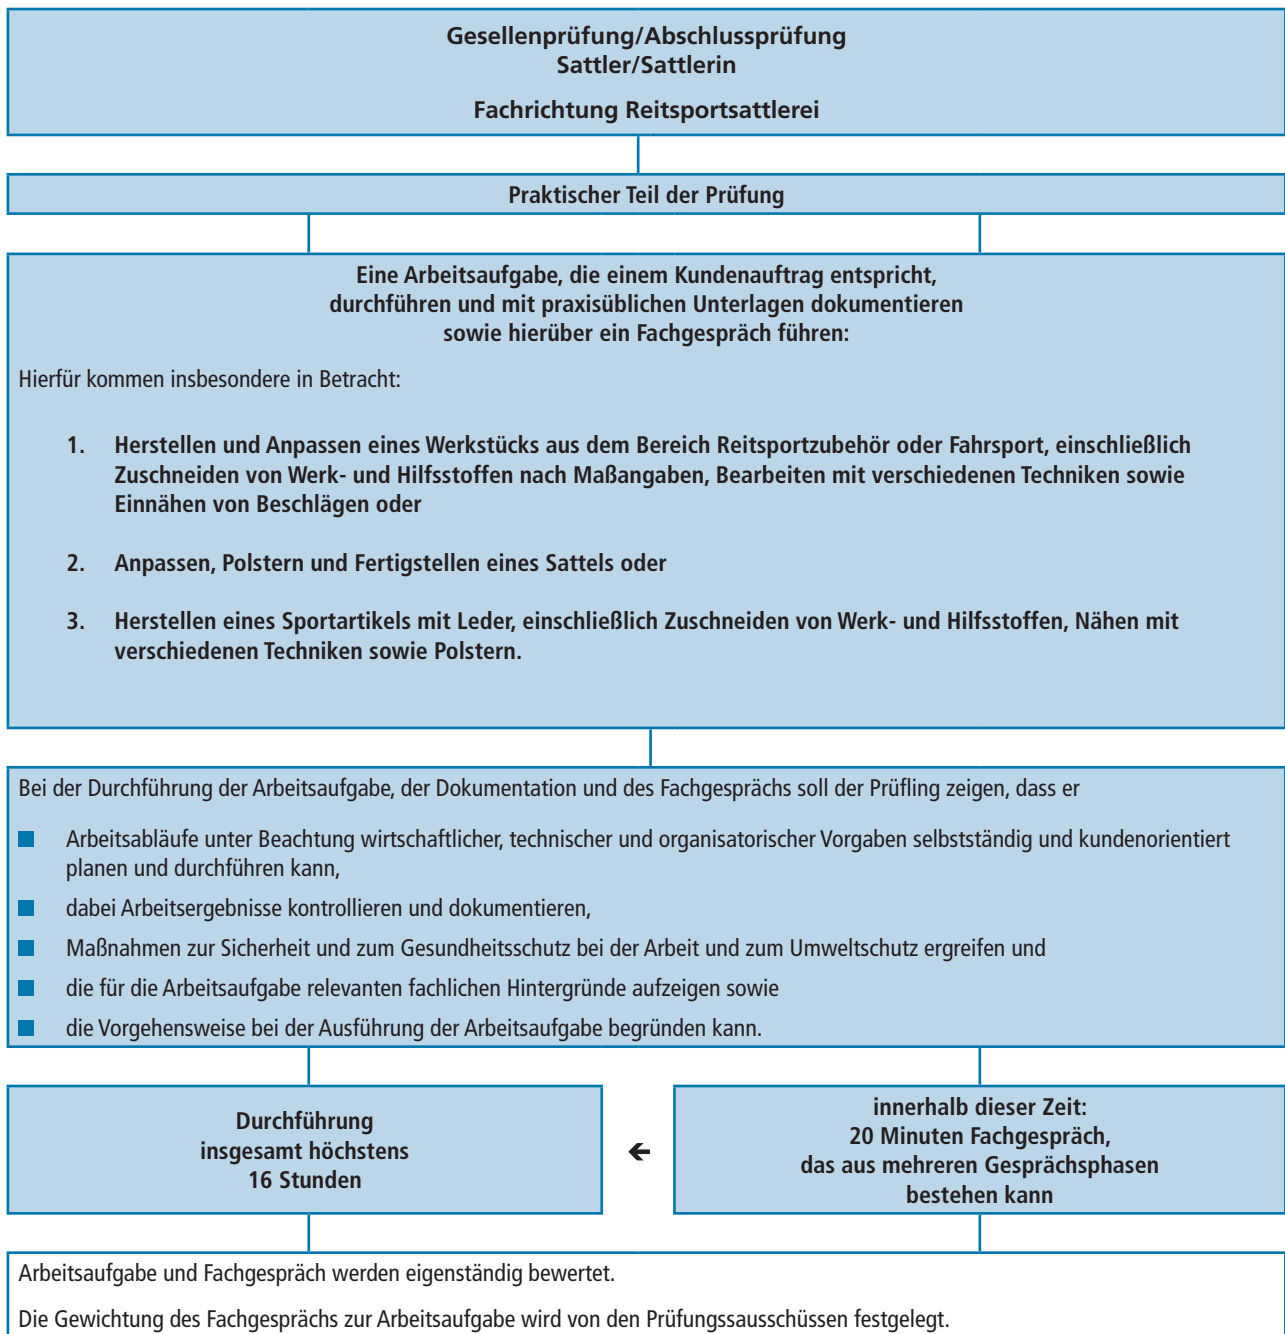 Gesellenprüfung/Abschlussprüfung
Sattler/Sattlerin
Fachrichtung Reitsportsattlerei
Praktischer Teil der Prüfung
Eine Arbeitsaufgabe, die einem Kundenauftrag entspricht,
durchführen und mit praxisüblichen Unterlagen dokumentieren
sowie hierüber ein Fachgespräch führen:
Hierfür kommen insbesondere in Betracht:
1. Herstellen und Anpassen eines Werkstücks aus dem Bereich Reitsportzubehör oder Fahrsport, einschließlich
Zuschneiden von Werk- und Hilfsstoffen nach Maßangaben, Bearbeiten mit verschiedenen Techniken sowie
Einnähen von Beschlägen oder
2. Anpassen, Polstern und Fertigstellen eines Sattels oder
3. Herstellen eines Sportartikels mit Leder, einschließlich Zuschneiden von Werk- und Hilfsstoffen, Nähen mit
verschiedenen Techniken sowie Polstern.
Bei der Durchführung der Arbeitsaufgabe, der Dokumentation und des Fachgesprächs soll der Prüfling zeigen, dass er
Arbeitsabläufe unter Beachtung wirtschaftlicher, technischer und organisatorischer Vorgaben selbstständig und kundenorientiert
planen und durchführen kann,
dabei Arbeitsergebnisse kontrollieren und dokumentieren,
Maßnahmen zur Sicherheit und zum Gesundheitsschutz bei der Arbeit und zum Umweltschutz ergreifen und
die für die Arbeitsaufgabe relevanten fachlichen Hintergründe aufzeigen sowie
die Vorgehensweise bei der Ausführung der Arbeitsaufgabe begründen kann.
Durchführung
insgesamt höchstens
16 Stunden
innerhalb dieser Zeit:
20 Minuten Fachgespräch,
das aus mehreren Gesprächsphasen
bestehen kann
Arbeitsaufgabe und Fachgespräch werden eigenständig bewertet.
Die Gewichtung des Fachgesprächs zur Arbeitsaufgabe wird von den Prüfungssausschüssen festgelegt.